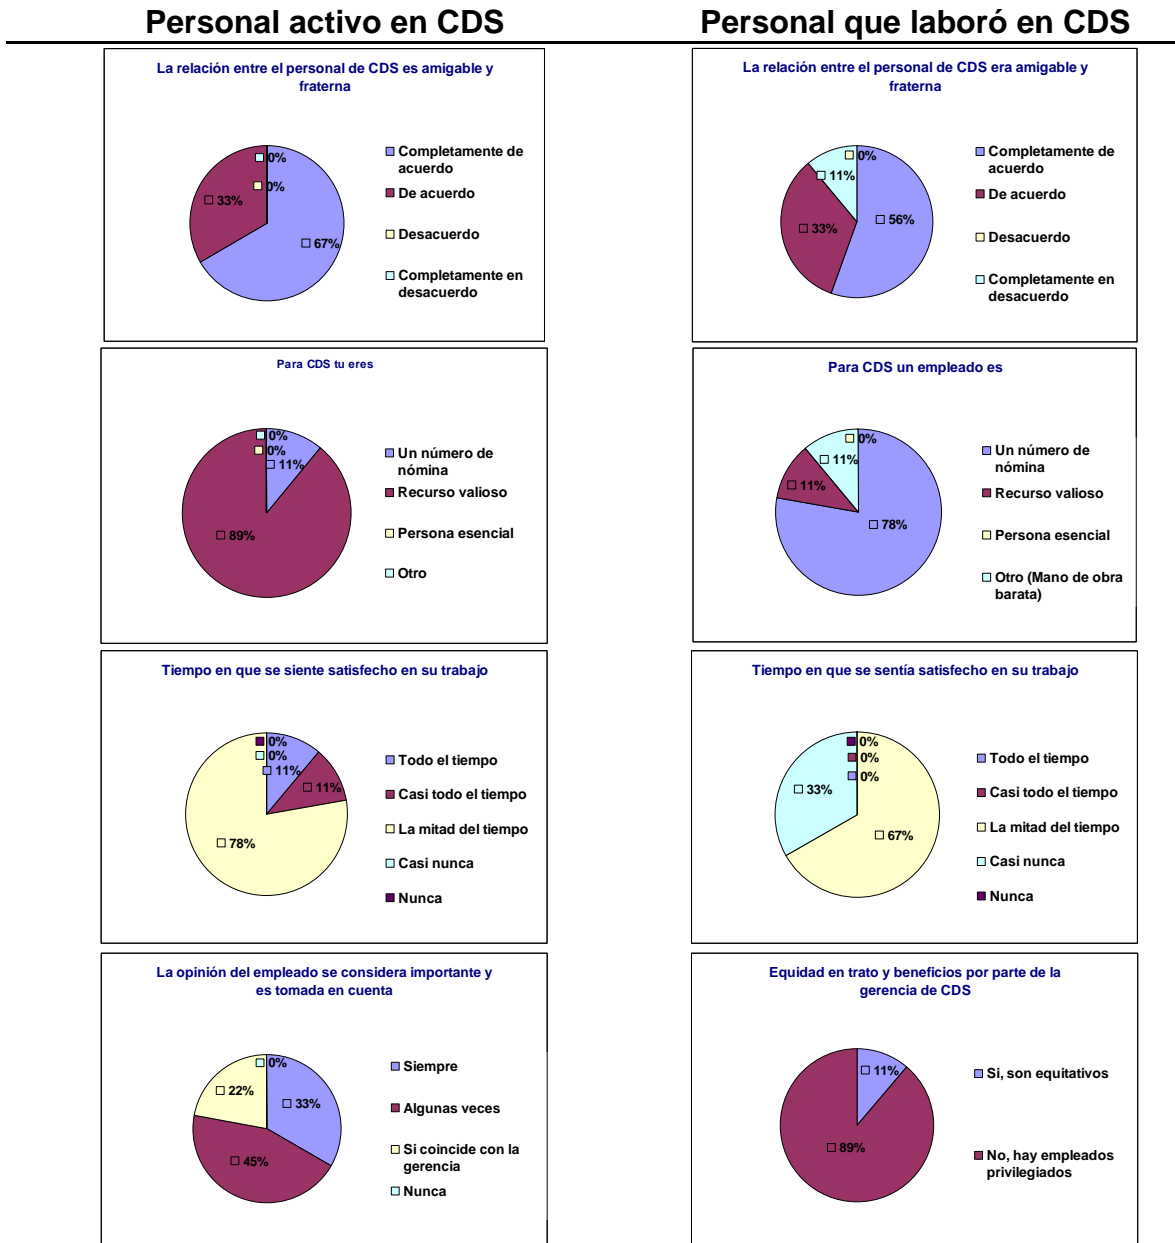 Personal activo en CDS
Personal que laboró en CDS
La relación entre el personal de CDS es amigable y
fraterna
0%
0%
33%
67%
Completamente de
acuerdo
De acuerdo
Desacuerdo
Completamente en
desacuerdo
La relación entre el personal de CDS era amigable y
fraterna
0%
11%
33%
56%
Completamente de
acuerdo
De acuerdo
Desacuerdo
Completamente en
desacuerdo
Para CDS tu eres
0%
0%
11%
89%
Un número de
nómina
Recurso valioso
Persona esencial
Otro
Para CDS un empleado es
0%
11%
11%
78%
Un número de
nómina
Recurso valioso
Persona esencial
Otro (Mano de obra
barata)
Tiempo en que se siente satisfecho en su trabajo
0%
0%
11%
11%
78%
Todo el tiempo
Casi todo el tiempo
La mitad del tiempo
Casi nunca
Nunca
Tiempo en que se sentía satisfecho en su trabajo
0%
0%
0%
33%
67%
Todo el tiempo
Casi todo el tiempo
La mitad del tiempo
Casi nunca
Nunca
La opinión del empleado se considera importante y
es tomada en cuenta
0%
22%
33%
45%
Siempre
Algunas veces
Si coincide con la
gerencia
Nunca
Equidad en trato y beneficios por parte de la
gerencia de CDS
11%
89%
Si, son equitativos
No, hay empleados
privilegiados